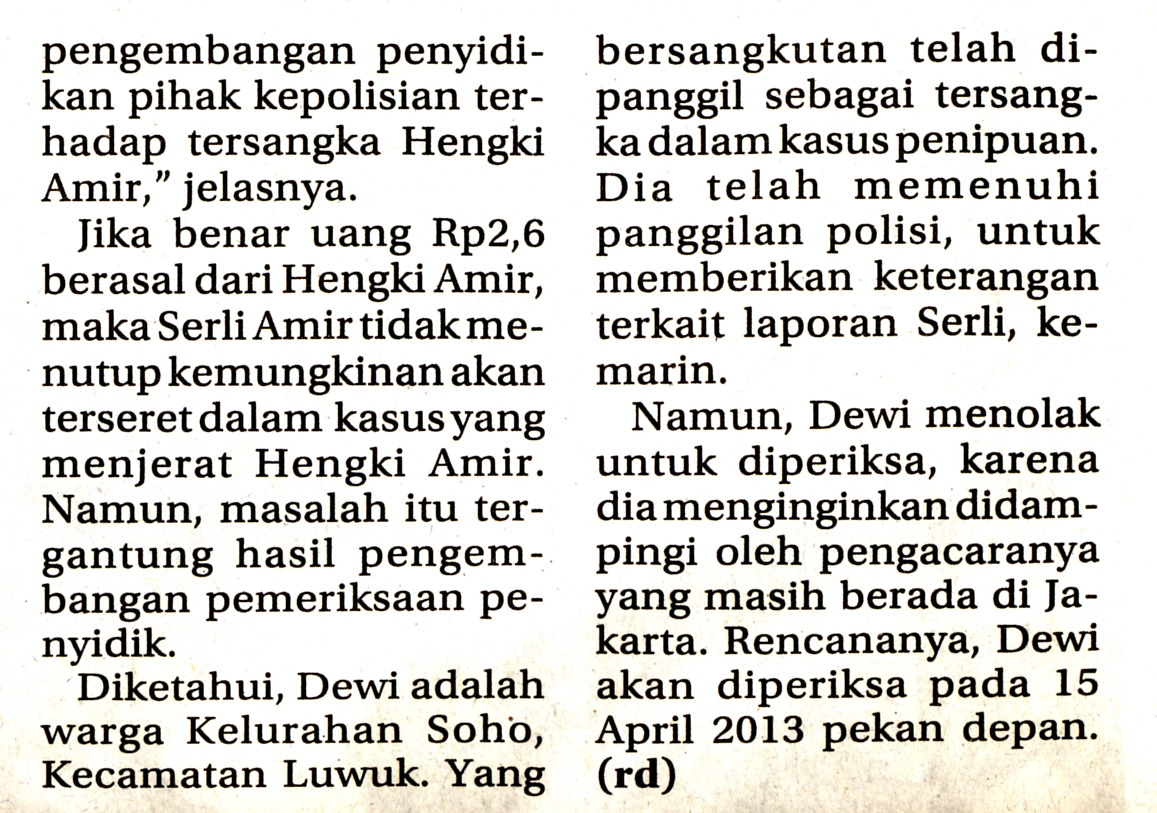 pengembangan penyidi-
kan pihak kepolisian ter-
hadap tersangka Hengki
Amir,” jelasnya.
Jika benar uang Rp2,6
berasal dari Hengki Amir,
maka Serli Amir tidak me-
nutup kemungkinan akan
terseret dalam kasus yang
menjerat Hengki Amir.
Namun, masalah itu ter-
gantung hasil pengem-
bangan pemeriksaan pe-
nyidik.
Diketahui, Dewi adalah
warga Kelurahan Soho,
Kecamatan Luwuk. Yang
bersangkutan telah di-
panggil sebagai tersang-
ka dalam kasus penipuan.
Dia telah memenuhi
panggilan polisi, untuk
memberikan keterangan
terkait laporan Serli, ke-
marin.
Namun, Dewi menolak
untuk diperiksa, karena
dia menginginkan didam-
pingi oleh pengacaranya
yang masih berada di Ja-
karta. Rencananya, Dewi
akan diperiksa pada 15
April 2013 pekan depan.
(rd)